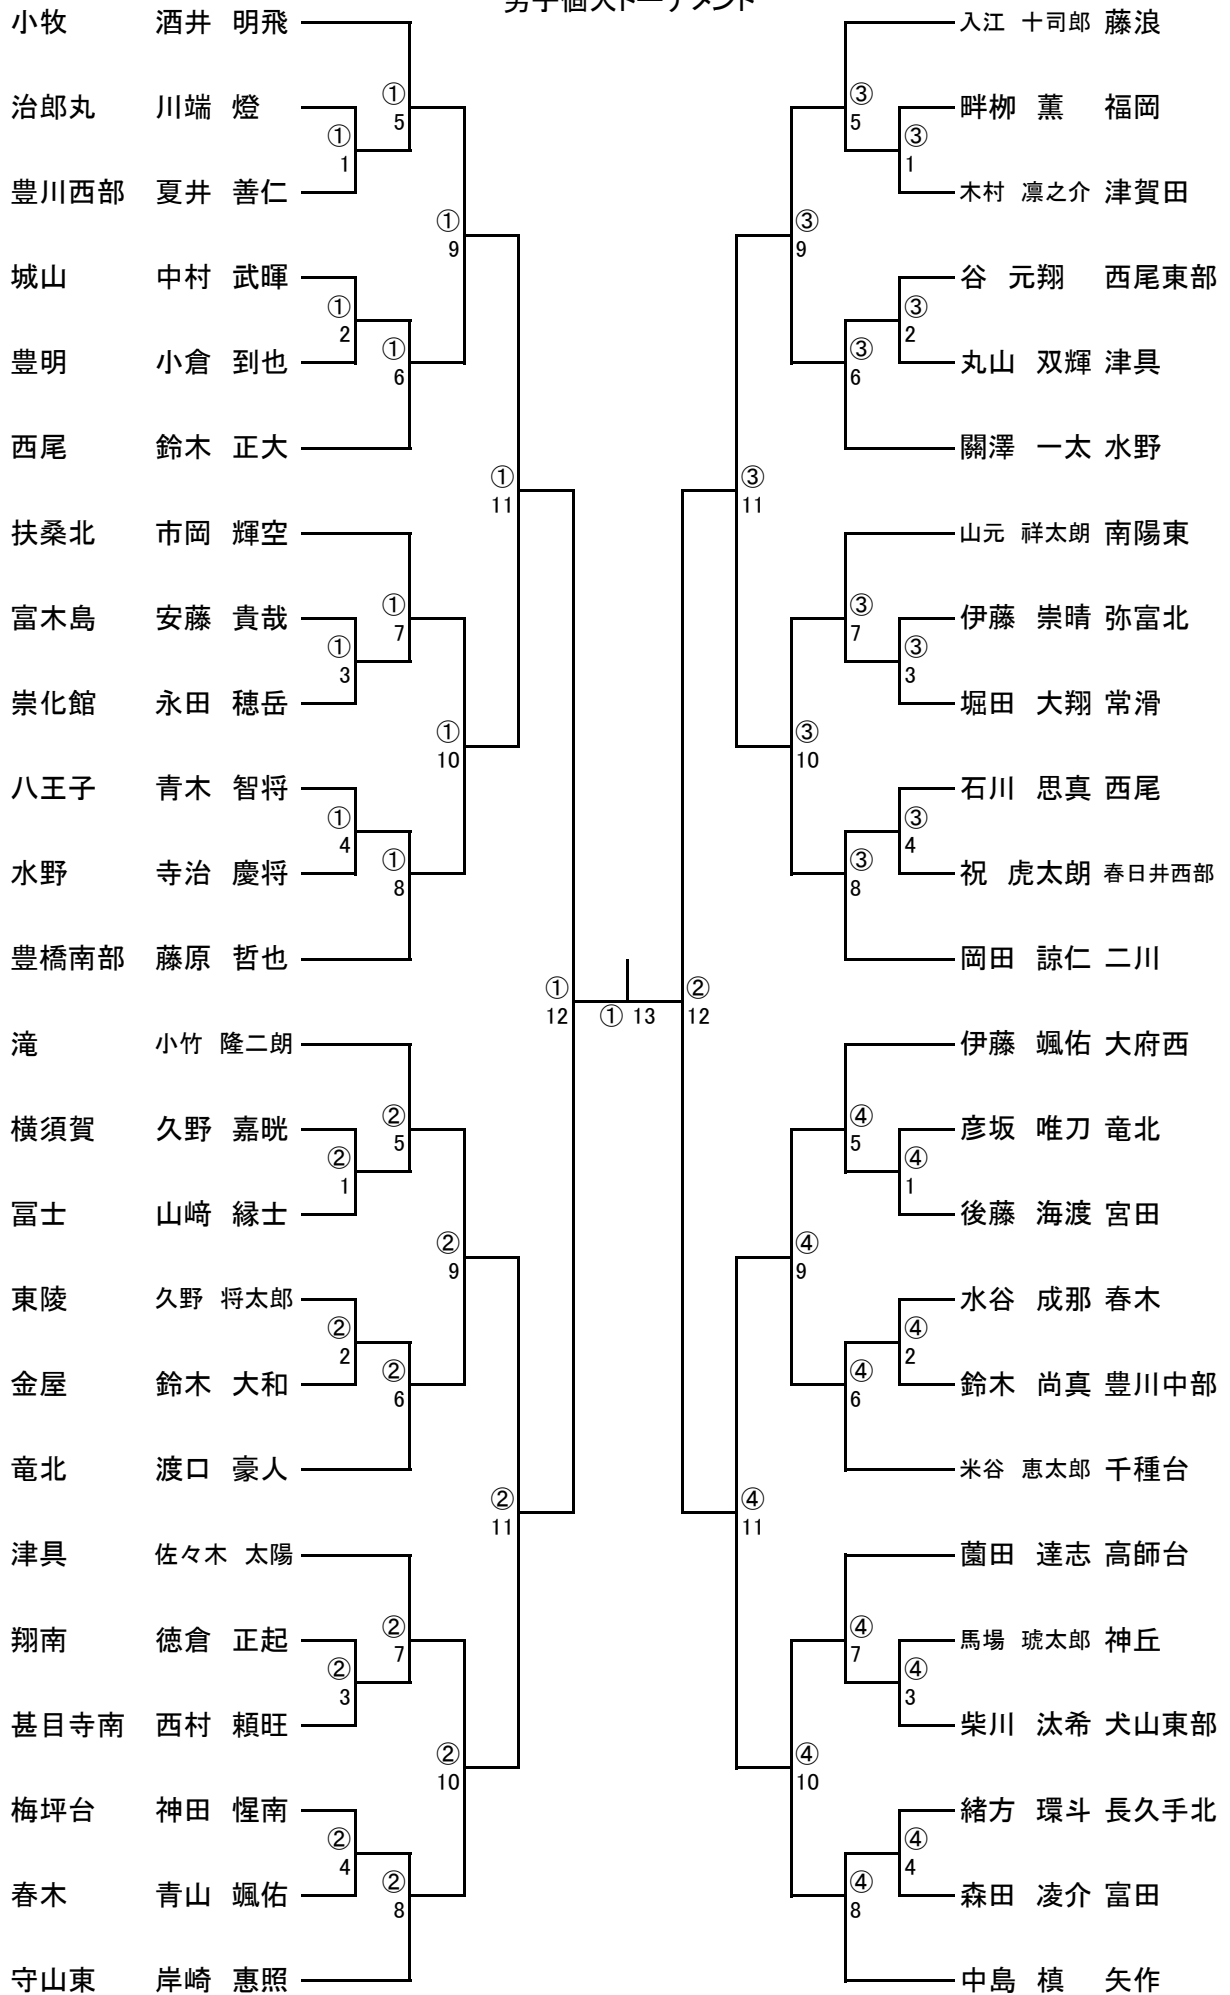 男子個人トーナメント
小牧 酒井 明飛
治郎丸 川端 燈
豊川西部 夏井 善仁
城山 中村 武暉
豊明 小倉 到也
西尾 鈴木 正大
扶桑北 市岡 輝空
富木島 安藤 貴哉
崇化館 永田 穂岳
八王子 青木 智将
水野 寺治 慶将
豊橋南部 藤原 哲也
滝 小竹 隆二朗
横須賀 久野 嘉晄
冨士 山﨑 縁士
東陵 久野 将太郎
金屋 鈴木 大和
竜北 渡口 豪人
津具 佐々木 太陽
翔南 徳倉 正起
甚目寺南 西村 頼旺
梅坪台 神田 惺南
春木 青山 颯佑
守山東 岸崎 惠照
① 1
① 2
① 3
① 4
② 1
② 2
② 3
② 4
① 5
① 6
① 7
① 8
② 5
② 6
② 7
② 8
① 9
① 10
② 9
② 10
① 11
② 11
① 12
① 13
② 12
③ 11
④ 11
③ 9
③ 10
④ 9
④ 10
③ 5
③ 6
③ 7
③ 8
④ 5
④ 6
④ 7
④ 8
③ 1
③ 2
③ 3
③ 4
④ 1
④ 2
④ 3
④ 4
入江 十司郎 藤浪
畔栁 薫 福岡
木村 凛之介 津賀田
谷 元翔 西尾東部
丸山 双輝 津具
關澤 一太 水野
山元 祥太朗 南陽東
伊藤 崇晴 弥富北
堀田 大翔 常滑
石川 思真 西尾
祝 虎太朗 春日井西部
岡田 諒仁 二川
伊藤 颯佑 大府西
彦坂 唯刀 竜北
後藤 海渡 宮田
水谷 成那 春木
鈴木 尚真 豊川中部
米谷 恵太郎 千種台
薗田 達志 高師台
馬場 琥太郎 神丘
柴川 汰希 犬山東部
緒方 環斗 長久手北
森田 凌介 富田
中島 槙 矢作